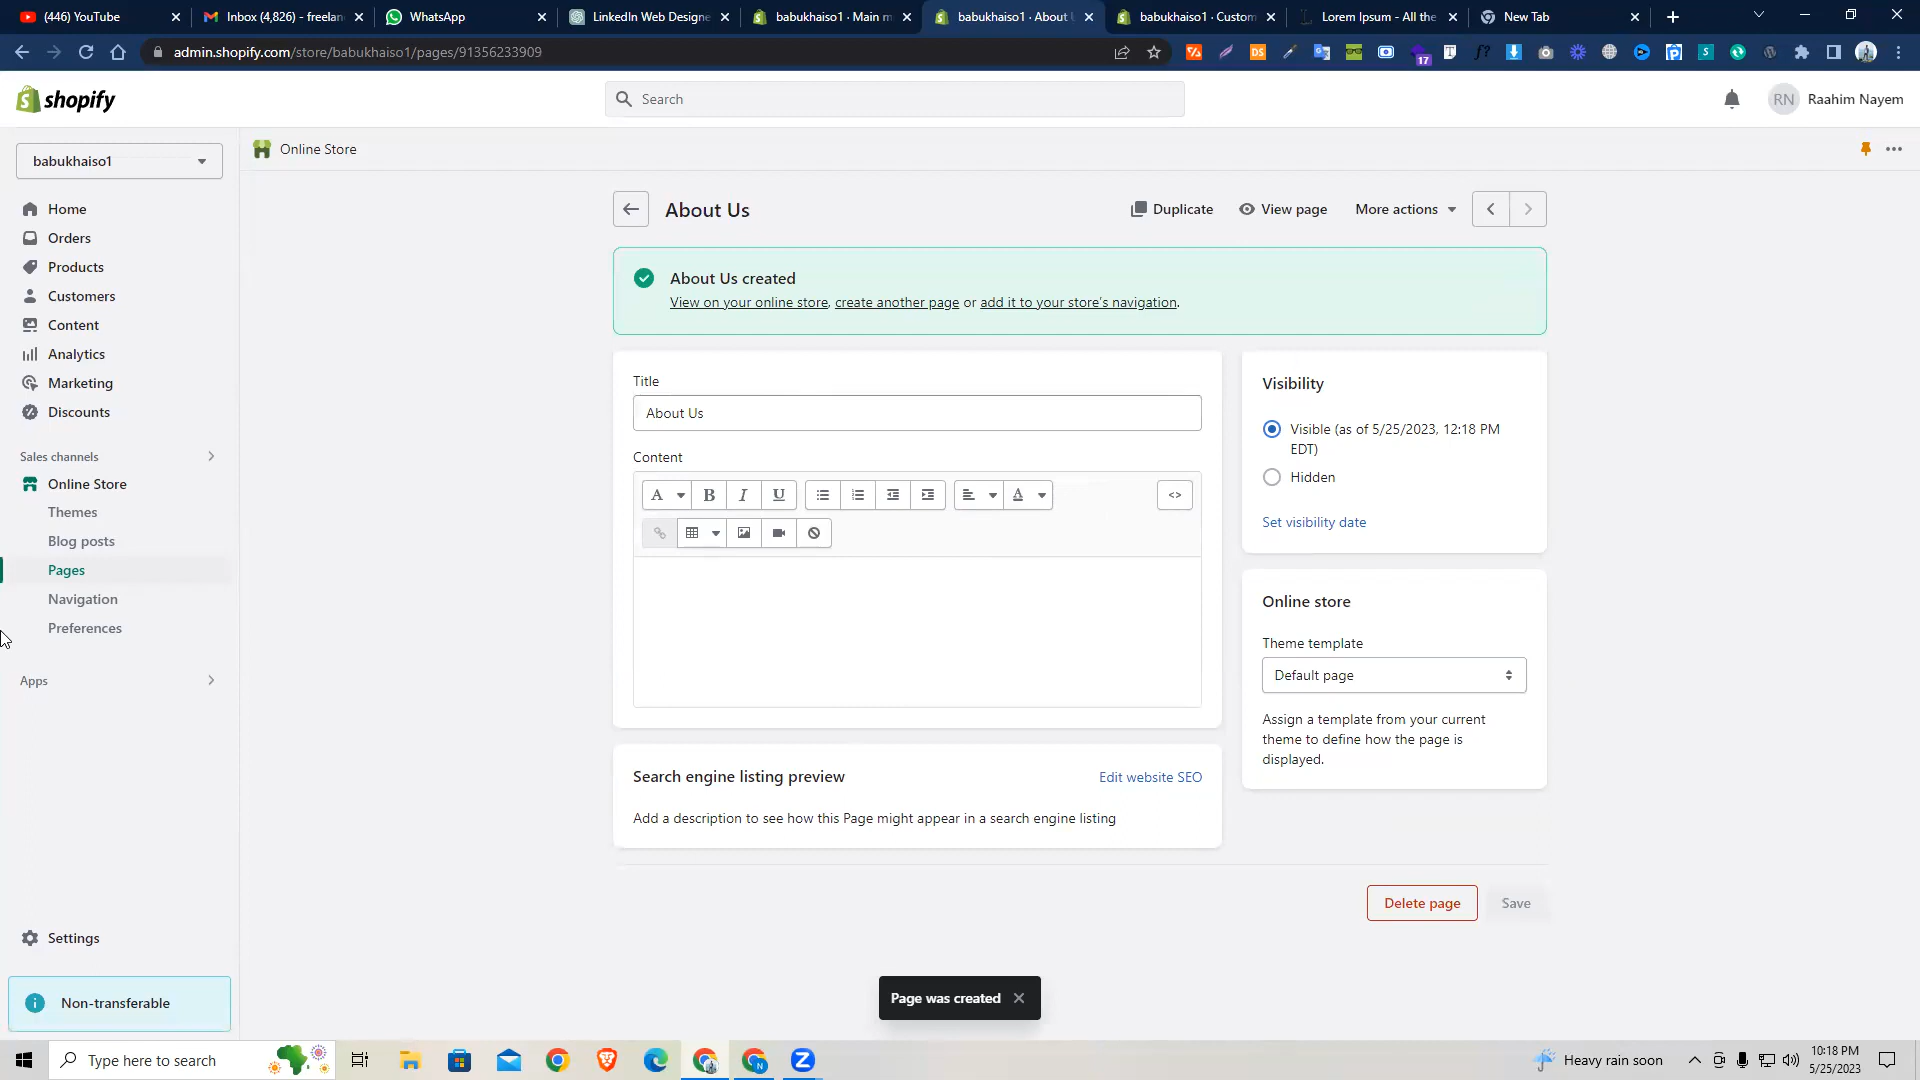 (446) YouTube
Inbox (4,826) - freelan
WhatsApp
LinkedIn Web Designe
babukhaiso1 · Main m
babukhaiso1 · About U
babukhaiso1 · Custom
Lorem Ipsum - All the
New Tab
admin.shopify.com/store/babukhaiso1/pages/91356233909
17
shopify
Search
RN
Raahim Nayem
babukhaiso1
Online Store
Home
Orders
Products
Customers
Content
Analytics
Marketing
Discounts
Sales channels
Online Store
Themes
Blog posts
Pages
Navigation
Preferences
Apps
Settings
Non-transferable
About Us
Duplicate
View page
More actions
About Us created
View on your online store, create another page or add it to your store's navigation.
Title
About Us
Content
A
B
I
U
A
<>
Visibility
Visible (as of 5/25/2023, 12:18 PM
EDT)
Hidden
Set visibility date
Online store
Theme template
Default page
Assign a template from your current
theme to define how the page is
displayed.
Search engine listing preview
Edit website SEO
Add a description to see how this Page might appear in a search engine listing
Delete page
Save
Page was created
Type here to search
Heavy rain soon
10:18 PM
5/25/2023